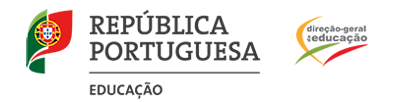 REPÚBLICA
PORTUGUESA
EDUCAÇÃO
direção-geral
da educação